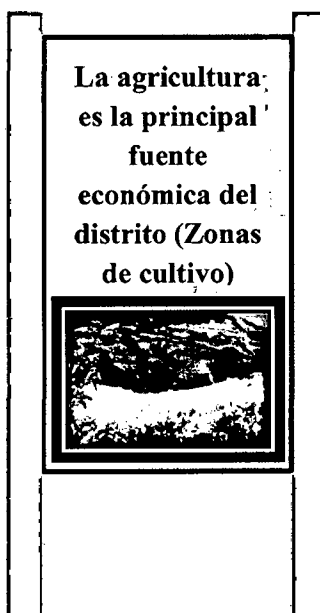 La agricultura
es la principal
fuente
económica del
distrito (Zonas
de cultivo)